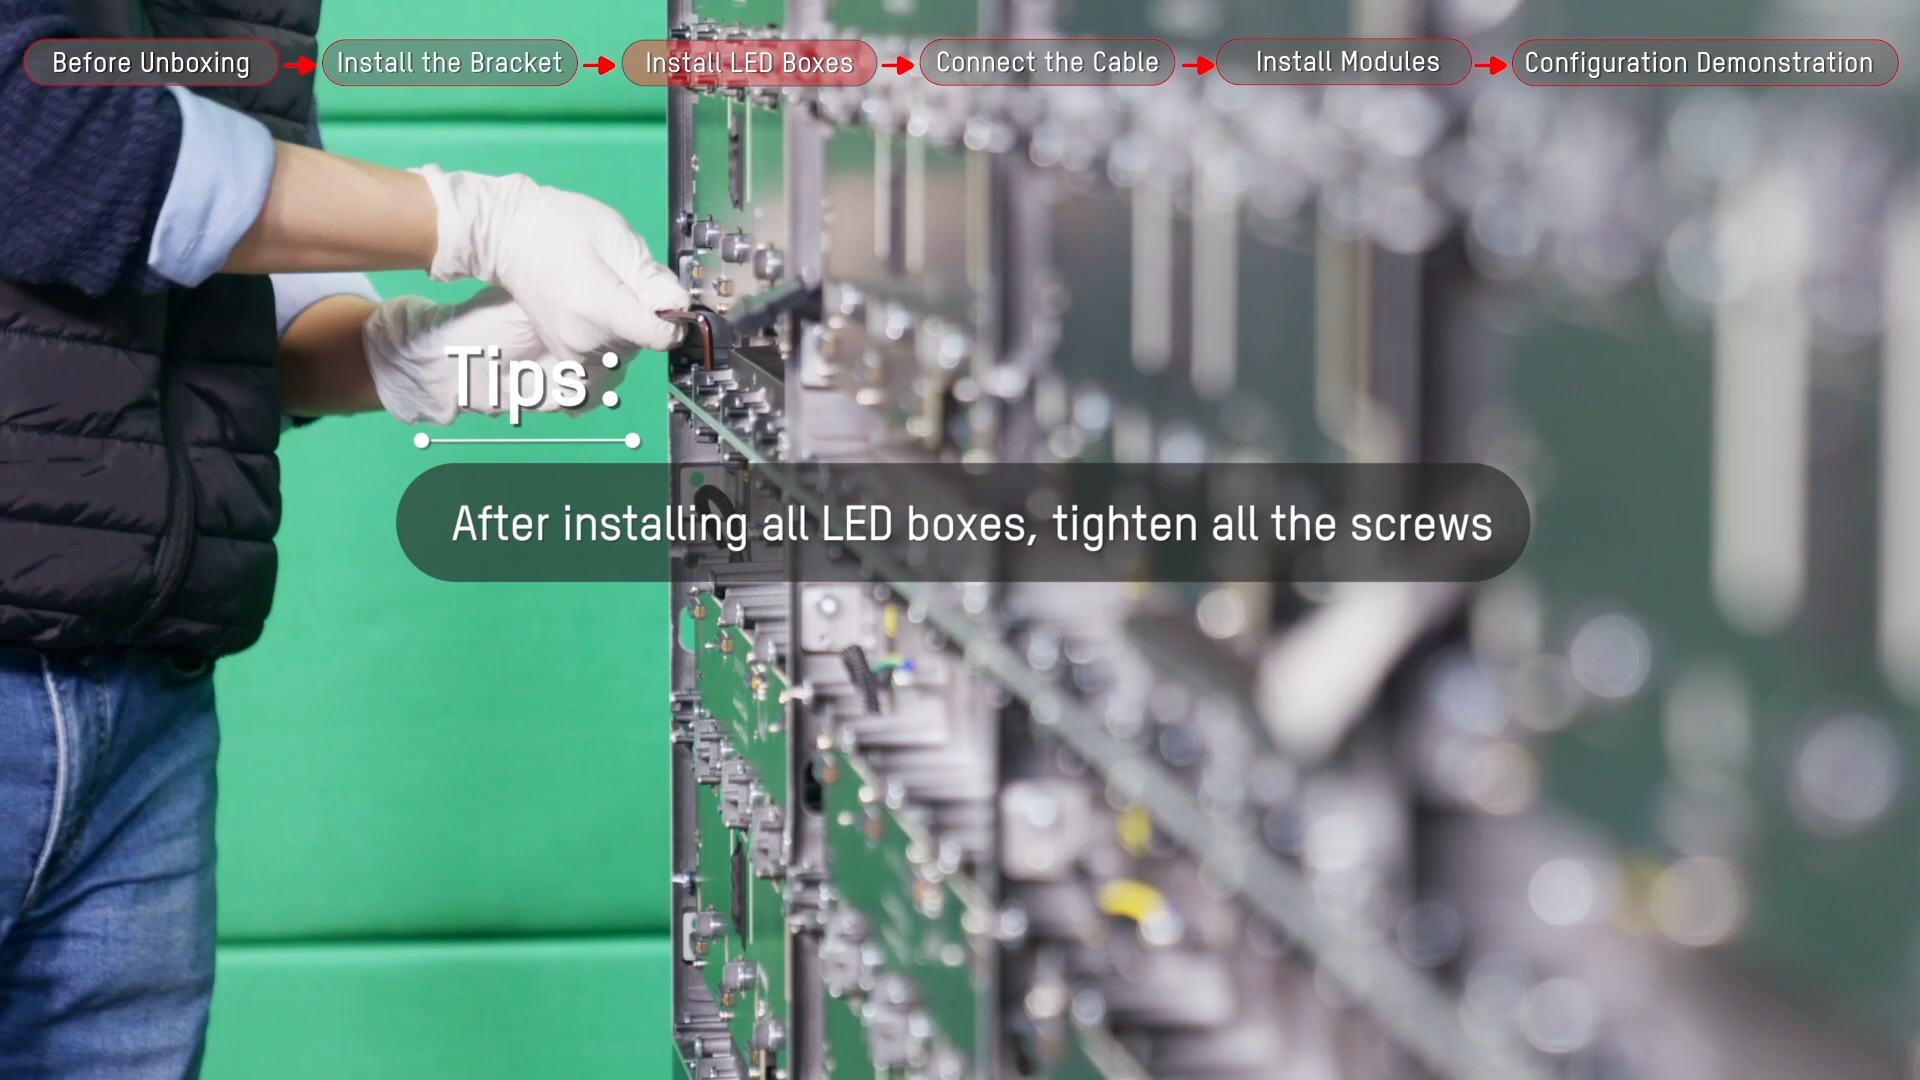 Before Unboxing
Install the Bracket
Install LED Boxes
Connect the Cable
Install Modules
Configuration Demonstration
Tips:
After installing all LED boxes, tighten all the screws